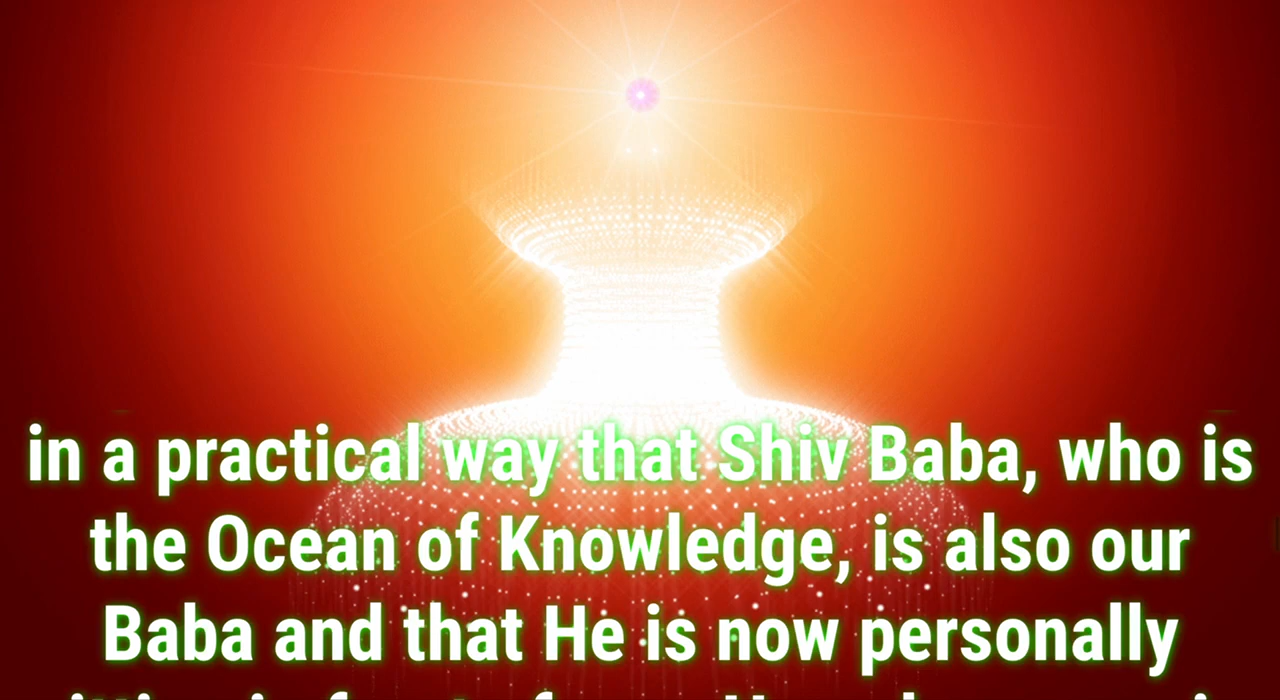 in a practical way that Shiv Baba, who is
the Ocean of Knowledge, is also our
Baba and that He is now personally